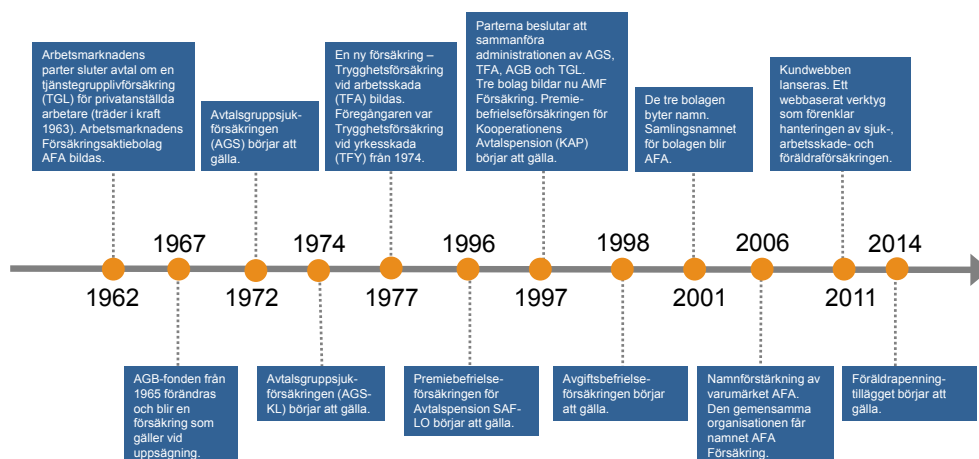 Arbetsmarknadens
parter sluter avtal om en
tjänstegrupplivförsäkring
(TGL) för privatanställda
arbetare (träder i kraft
1963). Arbetsmarknadens
Försäkringsaktiebolag
AFA bildas.
Avtalsgruppsjuk-
försäkringen
(AGS) börjar att
gälla.
En ny försäkring –
Trygghetsförsäkring
vid arbetsskada
(TFA) bildas.
Föregångaren var
Trygghetsförsäkring
vid yrkesskada
(TFY) från 1974.
Parterna beslutar att
sammanföra
administrationen av AGS,
TFA, AGB och TGL.
Tre bolag bildar nu AMF
Försäkring. Premie-
befrielseförsäkringen för
Kooperationens
Avtalspension (KAP)
börjar att gälla.
De tre bolagen
byter namn.
Samlingsnamnet
för bolagen blir
AFA.
Kundwebben
lanseras. Ett
webbaserat verktyg
som förenklar
hanteringen av sjuk-,
arbetsskade- och
föräldraförsäkringen.
1967 1974 1996 1998 2006 2014
1962 1972 1977 1997 2001 2011
AGB-fonden från
1965 förändras
och blir en
försäkring som
gäller vid
uppsägning.
Avtalsgruppsjuk-
försäkringen (AGS-
KL) börjar att gälla.
Premiebefrielse-
försäkringen för
Avtalspension SAF-
LO börjar att gälla.
Avgiftsbefrielse-
försäkringen börjar
att gälla.
Namnförstärkning av
varumärket AFA.
Den gemensamma
organisationen får
namnet AFA
Försäkring.
Föräldrapenning-
tillägget börjar att
gälla.